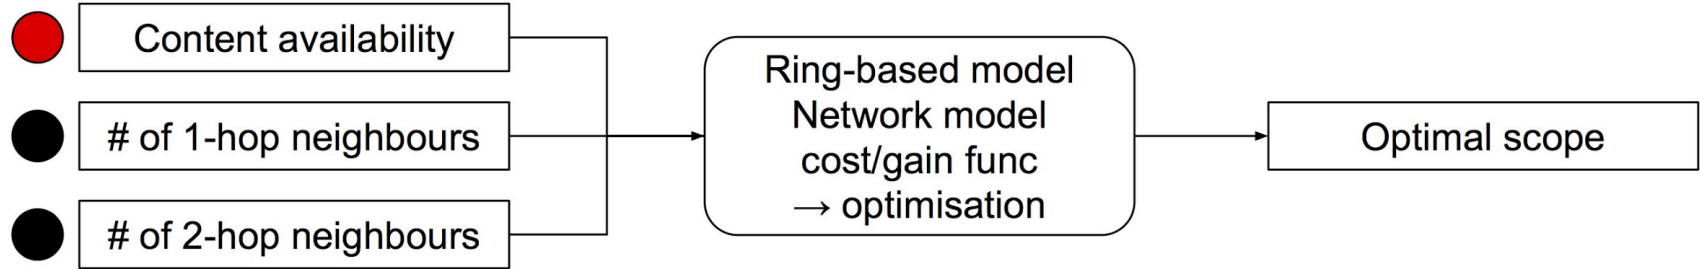 Content availability
# of 1-hop neighbours
# of 2-hop neighbours
Ring-based model
Network model
cost/gain func
→ optimisation
Optimal scope